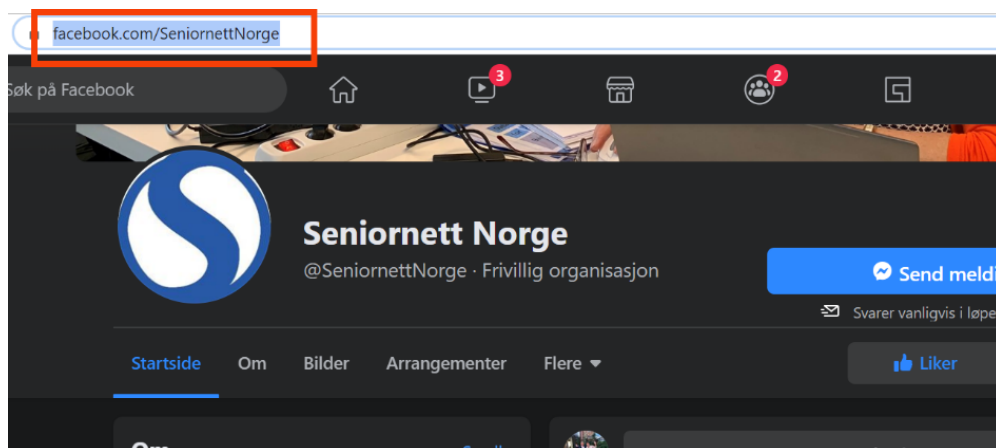 facebook.com/SeniornettNorge
Søk på Facebook
3
2
Seniornett Norge
@SeniornettNorge · Frivillig organisasjon
Send meldi
Svarer vanligvis i løpe
Startside Om Bilder Arrangementer Flere
Liker
Om